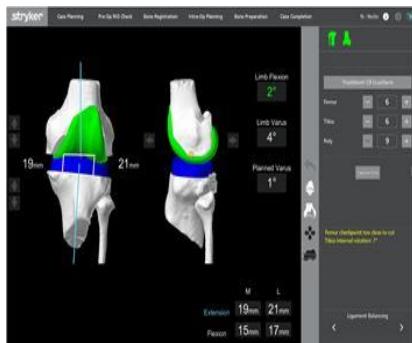 stryker
Case Planning Pre-Op RIO Check Bone Registration Intra-Op Planning Bone Preparation Case Completion
Limb Flexion
2°
Limb Varus
4°
Planned Varus
1°
19mm 21mm
M L
Extension 19mm 21mm
Flexion 15mm 17mm
Femur 6
Tibia 6
Poly 9
Femur checkpoint too close to cut
Tibia internal rotation:
Ligament Balancing